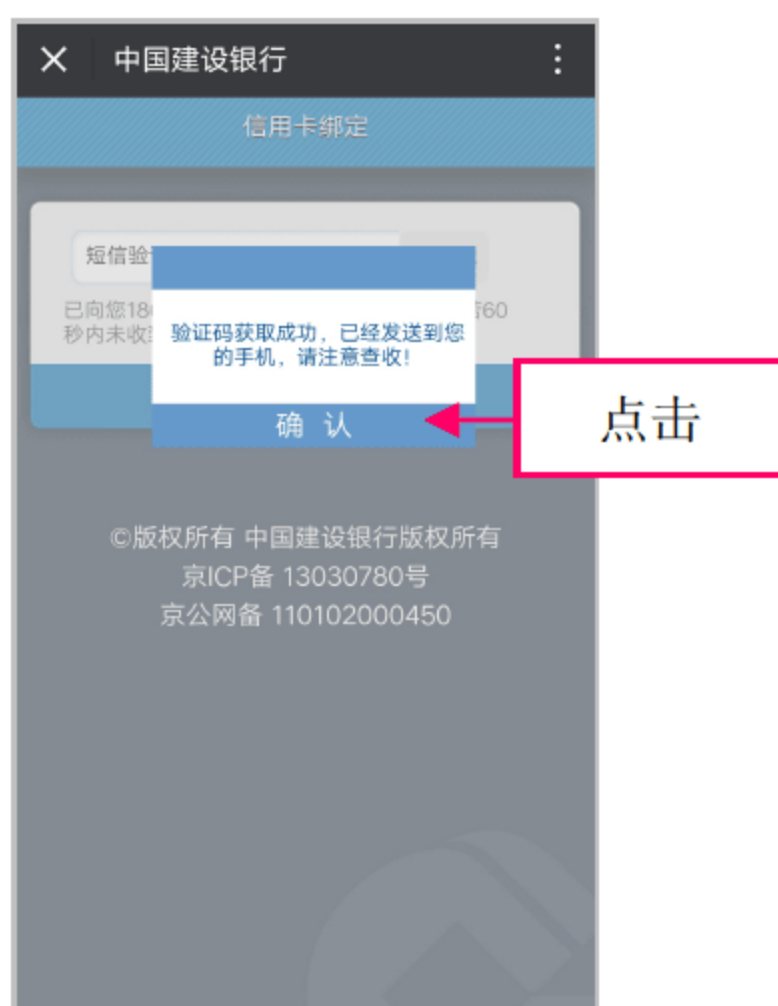 中国建设银行
信用卡绑定
短信验
已向您18
60
秒内未收
验证码获取成功，已经发送到您
的手机，请注意查收！
确 认
点击
©版权所有 中国建设银行版权所有
京ICP备 13030780号
京公网备 110102000450